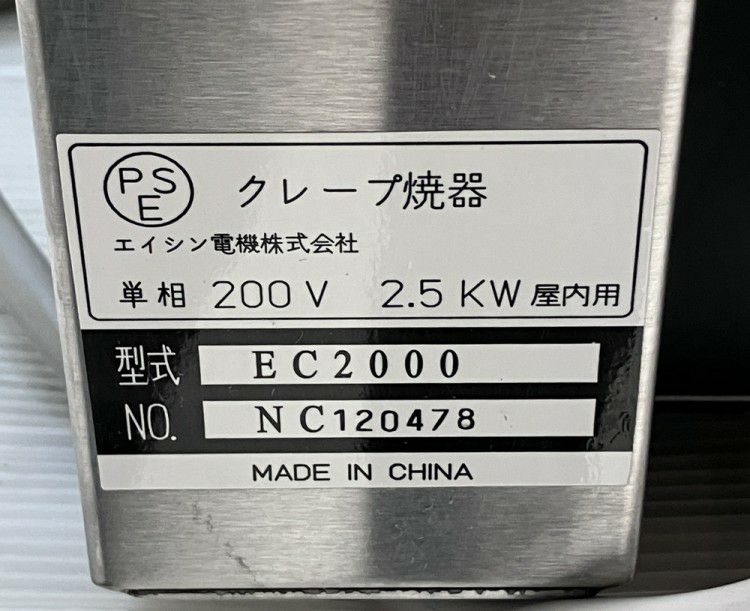 PSE クレープ焼器
エイシン電機株式会社
単相 200V 2.5KW 屋内用
型式 EC2000
NO. NC120478
MADE IN CHINA